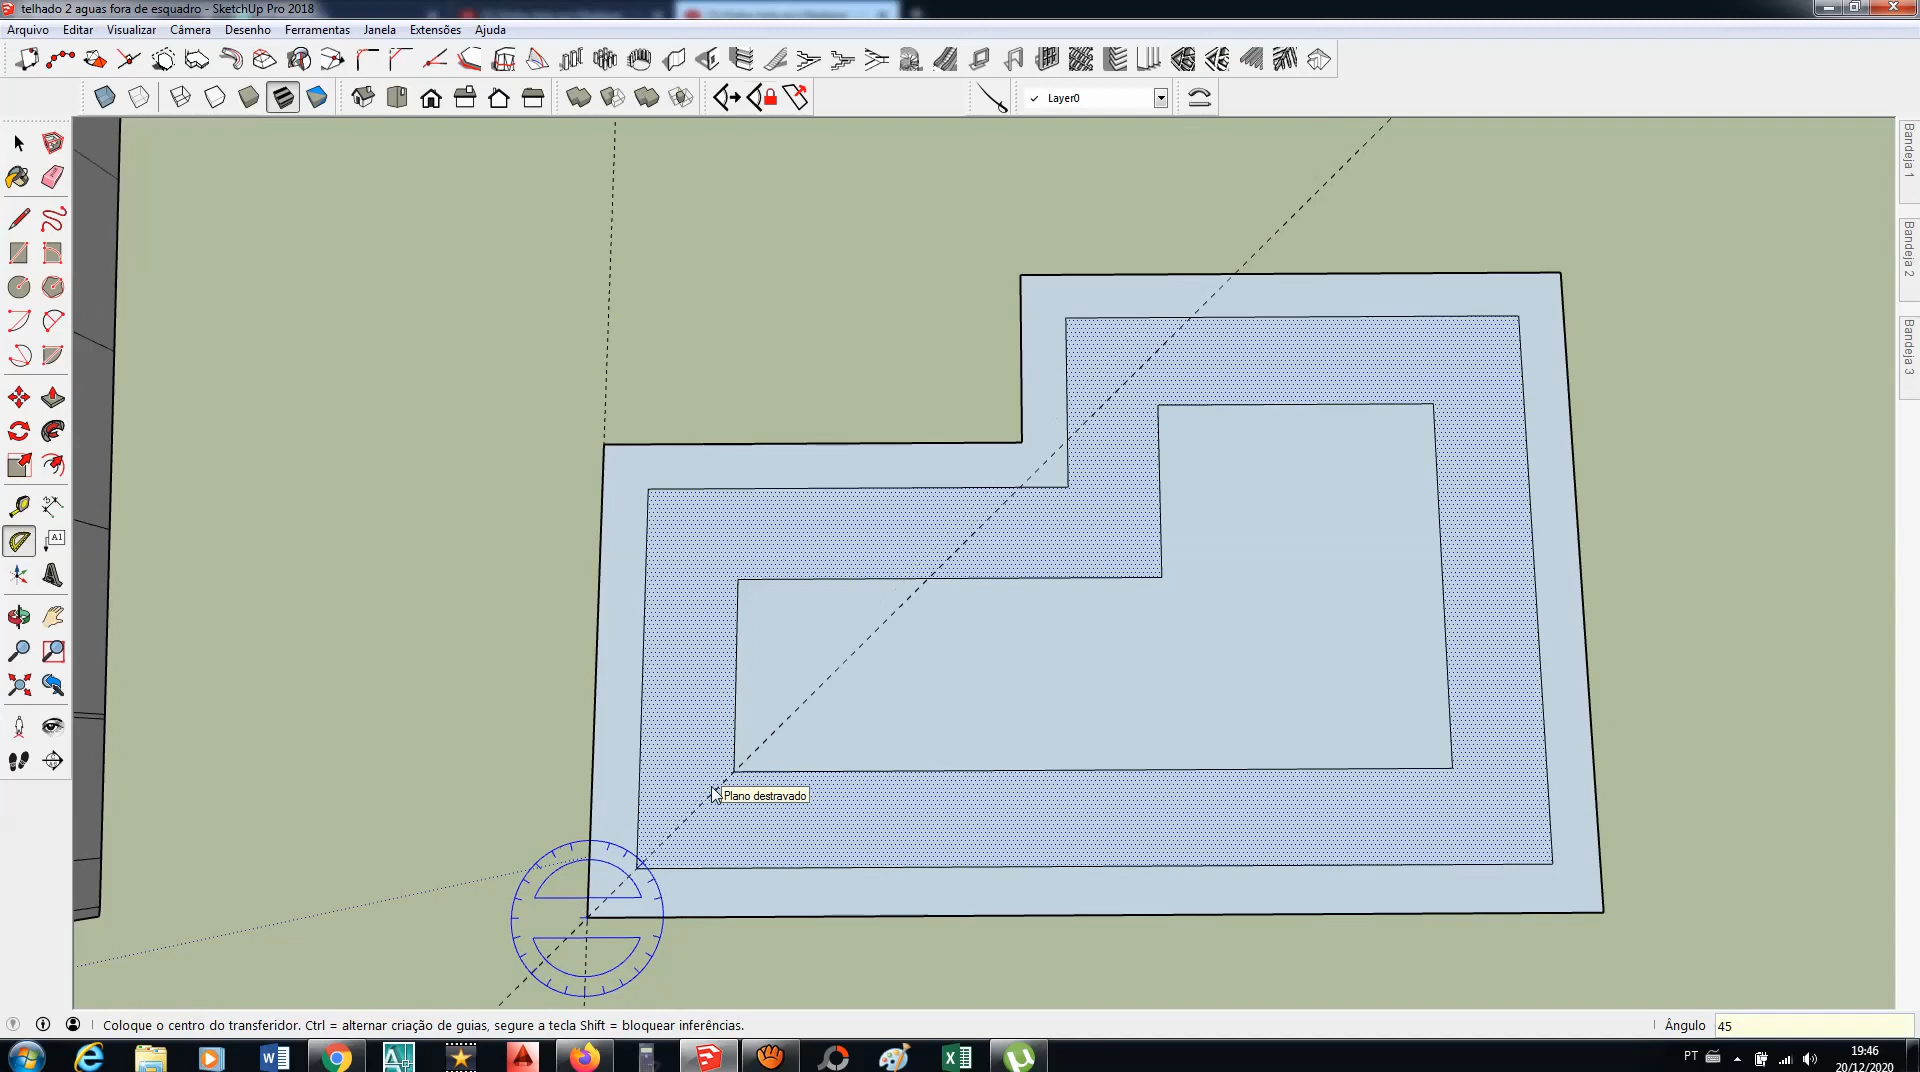 telhado 2 aguas fora de esquadro - SketchUp Pro 2018
Arquivo Editar Visualizar Câmera Desenho Ferramentas Janela Extensões Ajuda
Layer0
Bandeja 1
Bandeja 2
Bandeja 3
A1
Plano destravado
Coloque o centro do transferidor. Ctrl = alternar criação de guias, segure a tecla Shift = bloquear inferências.
Ângulo 45
PT
19:46
20/12/2020